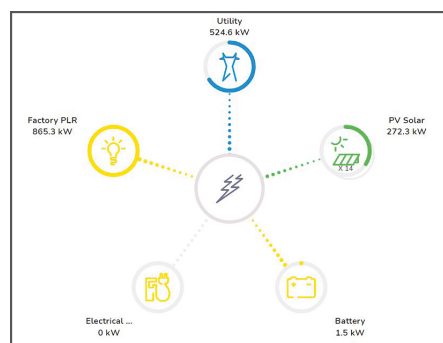 Utility
524.6 kW
Factory PLR
865.3 kW
PV Solar
272.3 kW
X 14
Electrical ...
0 kW
Battery
1.5 kW